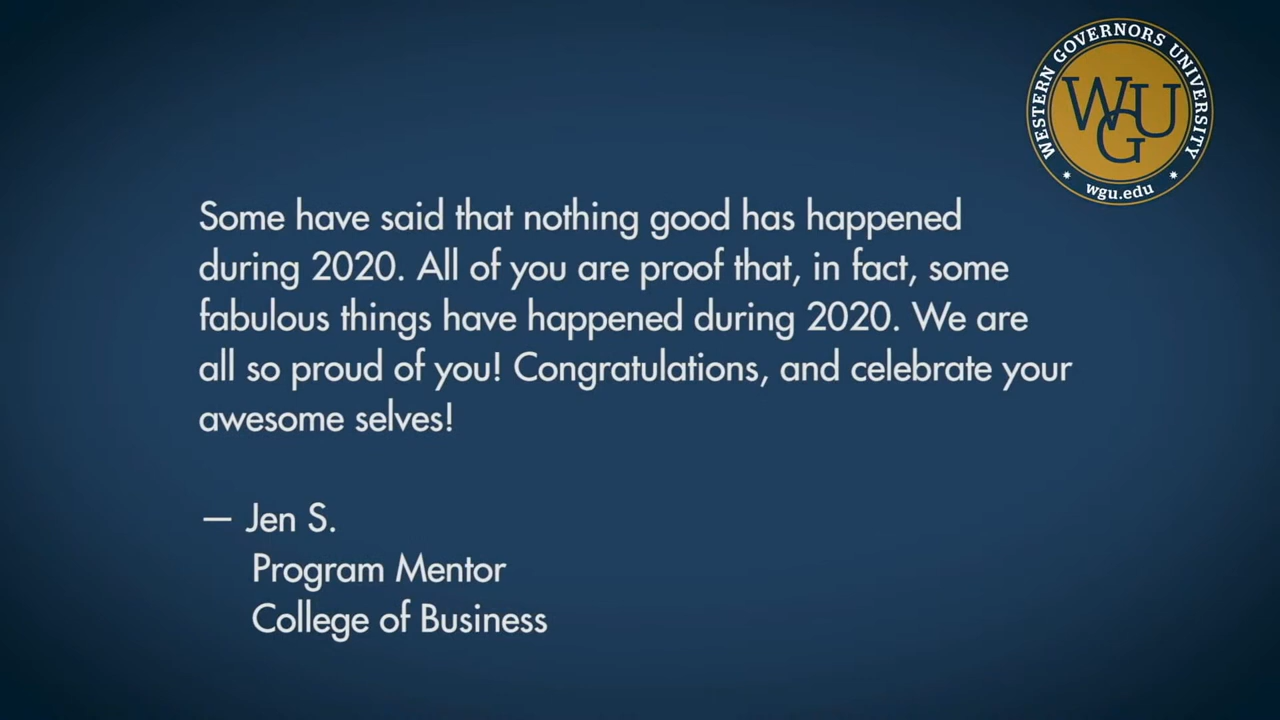 WESTERN GOVERNORS UNIVERSITY
WGU
wgu.edu
Some have said that nothing good has happened
during 2020. All of you are proof that, in fact, some
fabulous things have happened during 2020. We are
all so proud of you! Congratulations, and celebrate your
awesome selves!
— Jen S.
Program Mentor
College of Business